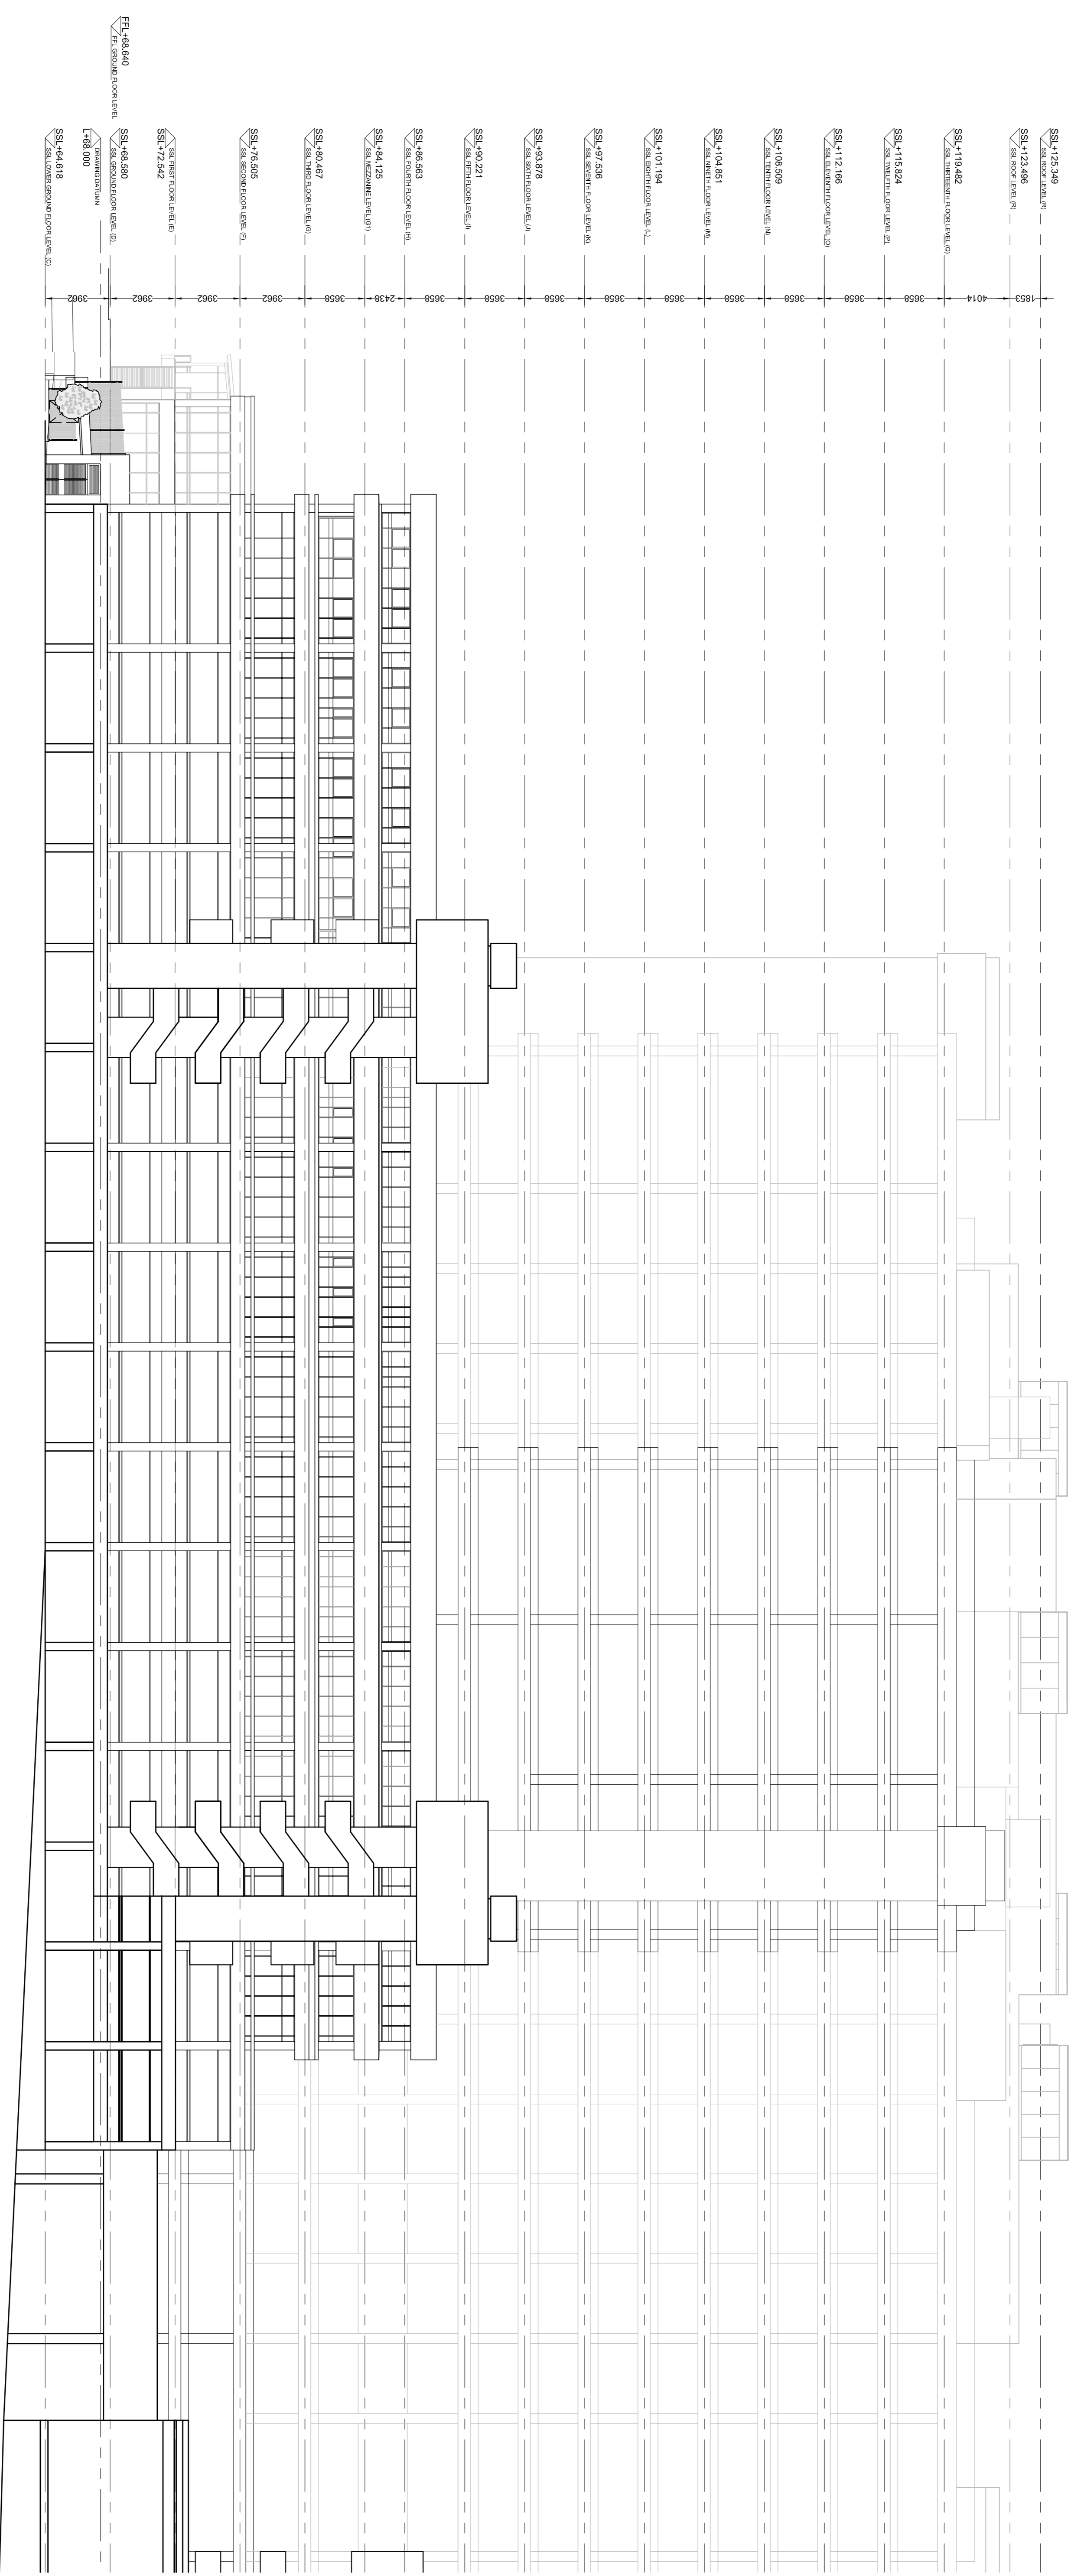 SSL+125.349
SSL ROOF LEVEL (R)
SSL+123.496
SSL ROOF LEVEL (R)
SSL+119.482
SSL THIRTEENTH FLOOR LEVEL (Q)
SSL+115.824
SSL TWELFTH FLOOR LEVEL (P)
SSL+112.166
SSL ELEVENTH FLOOR LEVEL (O)
SSL+108.509
SSL TENTH FLOOR LEVEL (N)
SSL+104.851
SSL NINETH FLOOR LEVEL (M)
SSL+101.194
SSL EIGHTH FLOOR LEVEL (L)
SSL+97.536
SSL SEVENTH FLOOR LEVEL (K)
SSL+93.878
SSL SIXTH FLOOR LEVEL (J)
SSL+90.221
SSL FIFTH FLOOR LEVEL (I)
SSL+86.563
SSL FOURTH FLOOR LEVEL (H)
SSL+84.125
SSL MEZZANINE LEVEL (G1)
SSL+80.467
SSL THIRD FLOOR LEVEL (G)
SSL+76.505
SSL SECOND FLOOR LEVEL (F)
SSL FIRST FLOOR LEVEL (E)
SSL+72.542
FFL+68.640
FFL GROUND FLOOR LEVEL
SSL+68.580
SSL GROUND FLOOR LEVEL (D)
DRAWING DATUMN
L+68.000
SSL+64.618
SSL LOWER GROUND FLOOR LEVEL (C)
1853
4014
3658
3658
3658
3658
3658
3658
3658
3658
3658
2438
3658
3962
3962
3962
3962